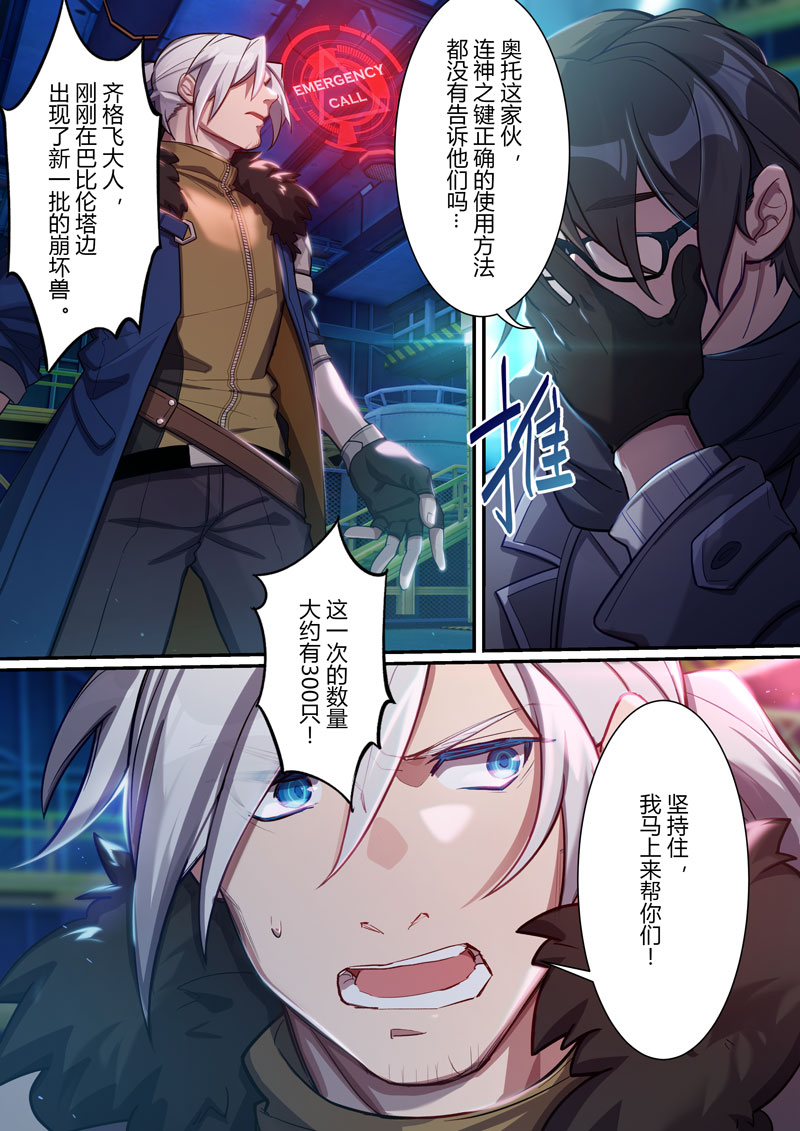 奥托这家伙，
连神之键正确的使用方法
都没有告诉他们吗…
推
EMERGENCY
CALL
齐格飞大人，
刚刚在巴比伦塔边
出现了新一批的崩坏兽。
这一次的数量
大约有300只！
坚持住，
我马上来帮你们！